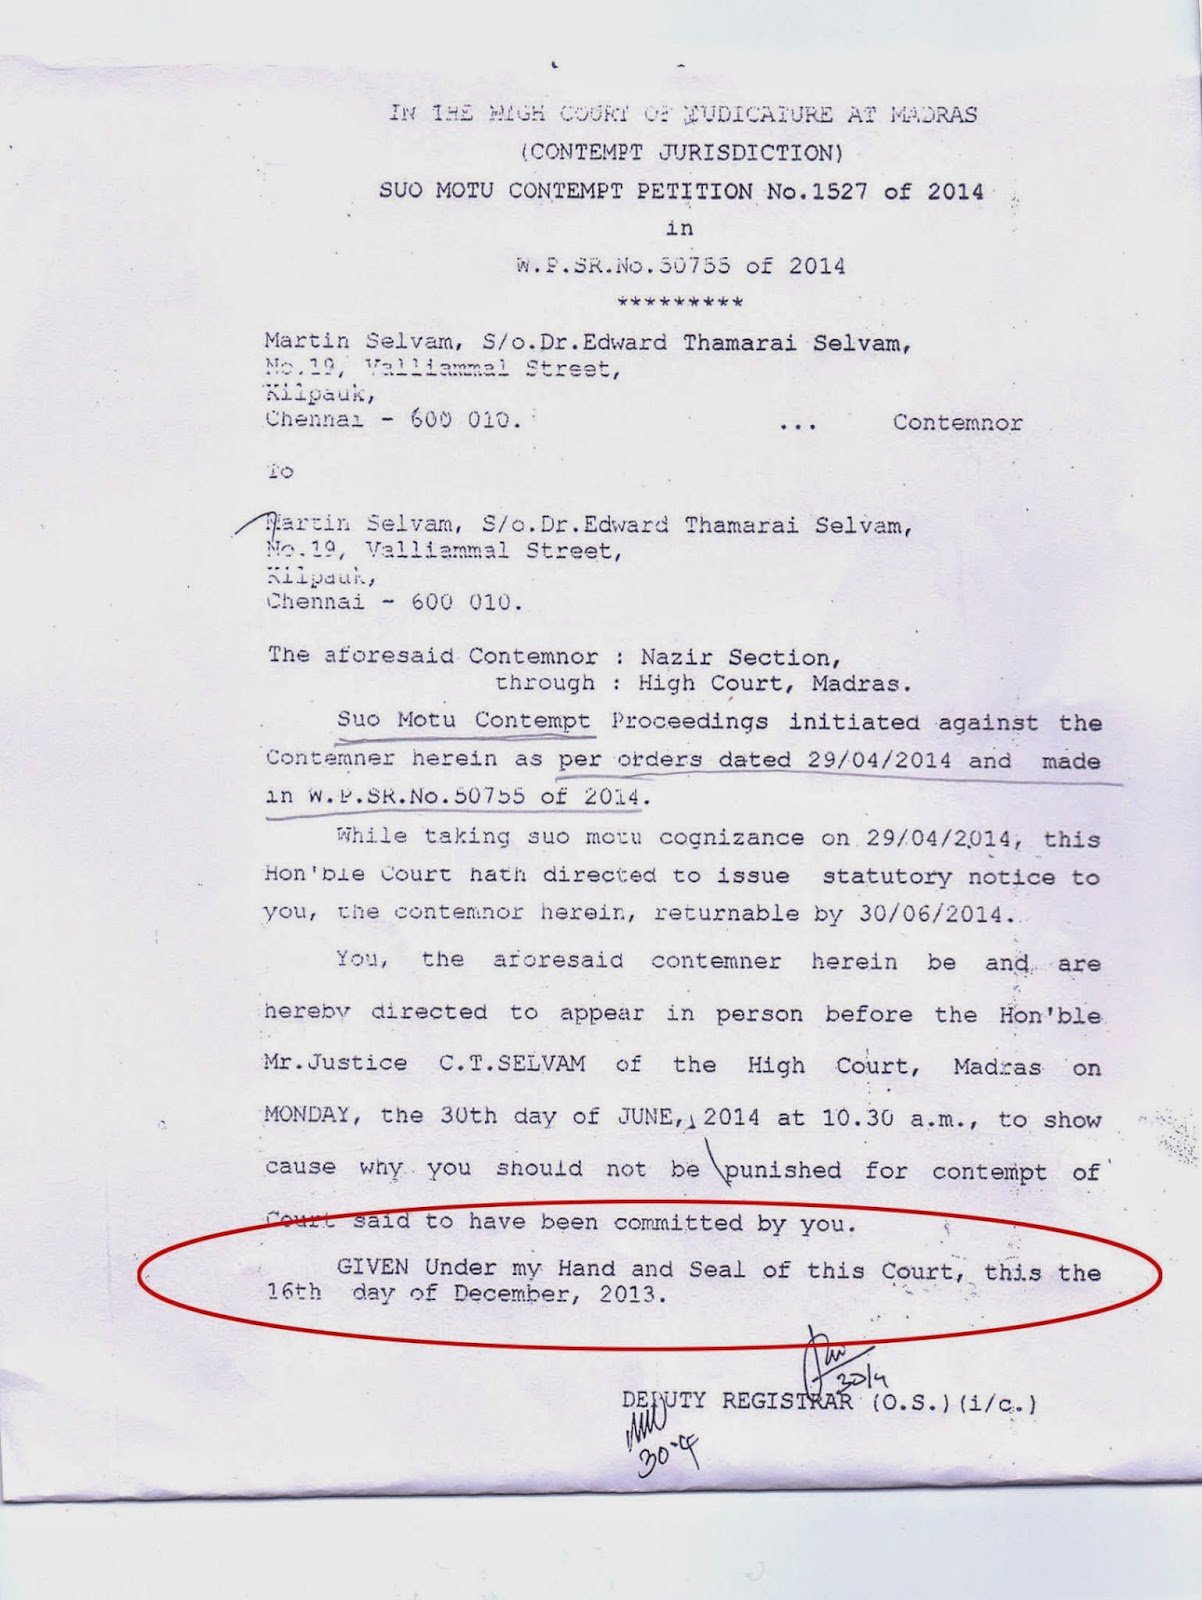 IN THE HIGH COURT OF JUDICATURE AT MADRAS
(CONTEMPT JURISDICTION)
SUO MOTU CONTEMPT PETITION No.1527 of 2014
in
W.P.SR.No.50755 of 2014
*********
Martin Selvam, S/o.Dr.Edward Thamarai Selvam,
No.19, Valliammal Street,
Kilpauk,
Chennai - 600 010. ... Contemnor
To
Martin Selvam, S/o.Dr.Edward Thamarai Selvam,
No.19, Valliammal Street,
Kilpauk,
Chennai - 600 010.
The aforesaid Contemnor : Nazir Section,
through : High Court, Madras.
Suo Motu Contempt Proceedings initiated against the
Contemner herein as per orders dated 29/04/2014 and made
in W.P.SR.No.50755 of 2014.
While taking suo motu cognizance on 29/04/2014, this
Hon'ble Court hath directed to issue statutory notice to
you, the contemnor herein, returnable by 30/06/2014.
You, the aforesaid contemner herein be and are
hereby directed to appear in person before the Hon'ble
Mr.Justice C.T.SELVAM of the High Court, Madras on
MONDAY, the 30th day of JUNE, 2014 at 10.30 a.m., to show
cause why you should not be punished for contempt of
Court said to have been committed by you.
GIVEN Under my Hand and Seal of this Court, this the
16th day of December, 2013.
30/4
DEPUTY REGISTRAR (O.S.)(i/c.)
30-4